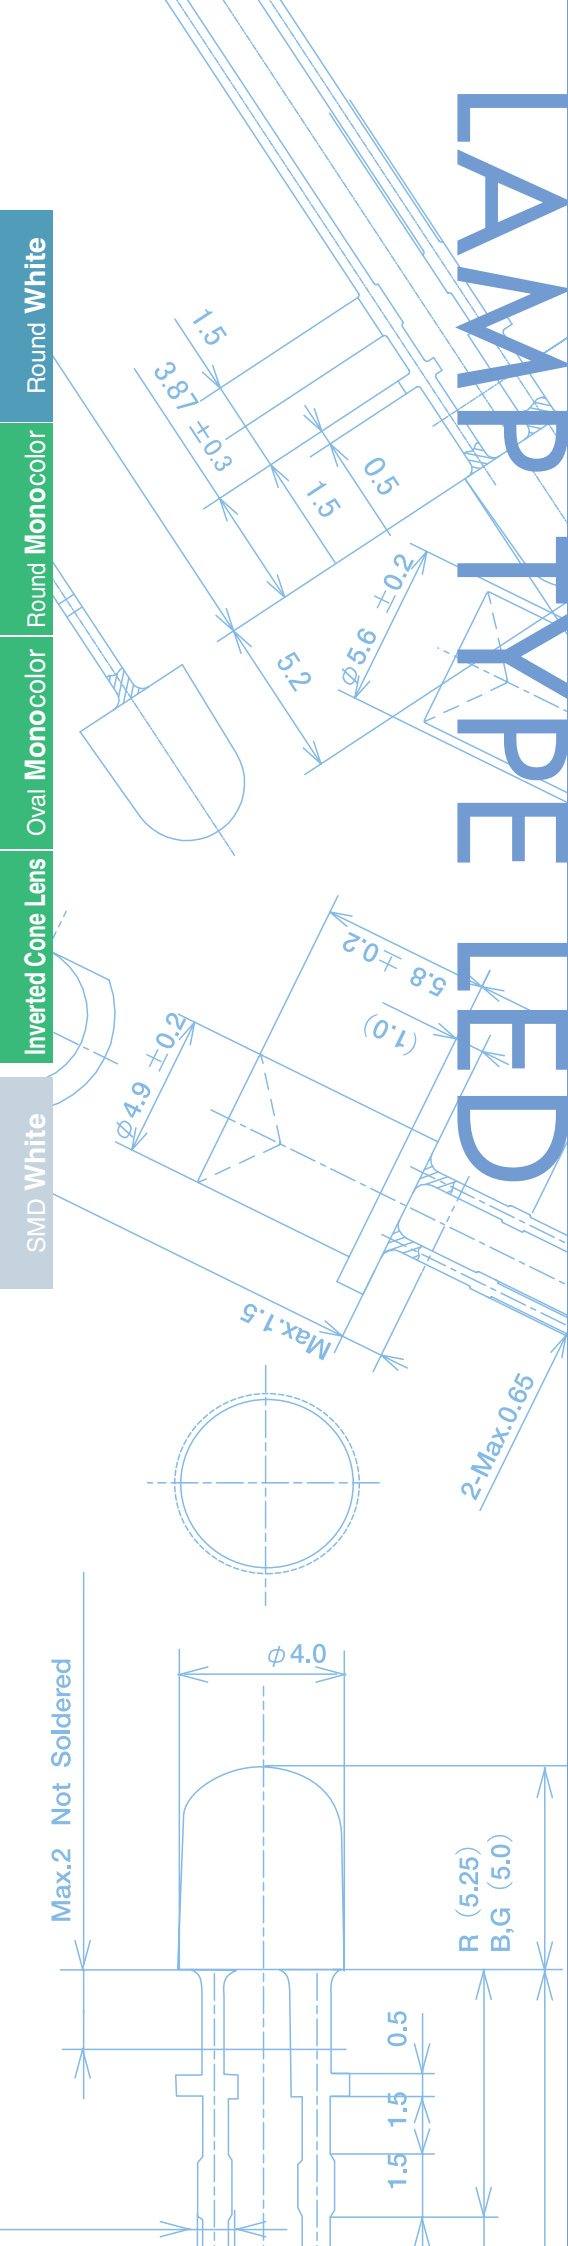 LAMP TYPE LED
Round White
Round Monocolor
Oval Monocolor
Inverted Cone Lens
SMD White
1.5
3.87 ±0.3
0.5
1.5
φ5.6 ±0.2
5.2
5.8 ±0.2
(1.0)
φ4.9 ±0.2
Max.1.5
2-Max.0.65
φ4.0
Max.2 Not Soldered
R (5.25)
B,G (5.0)
0.5
1.5
1.5